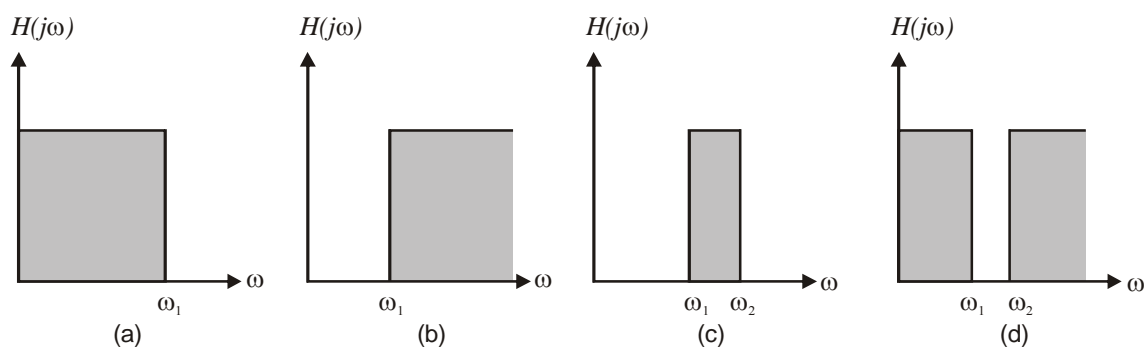 H(jω) H(jω) H(jω) H(jω)
ω ω ω ω
ω₁ ω₁ ω₁ ω₂ ω₁ ω₂
(a) (b) (c) (d)